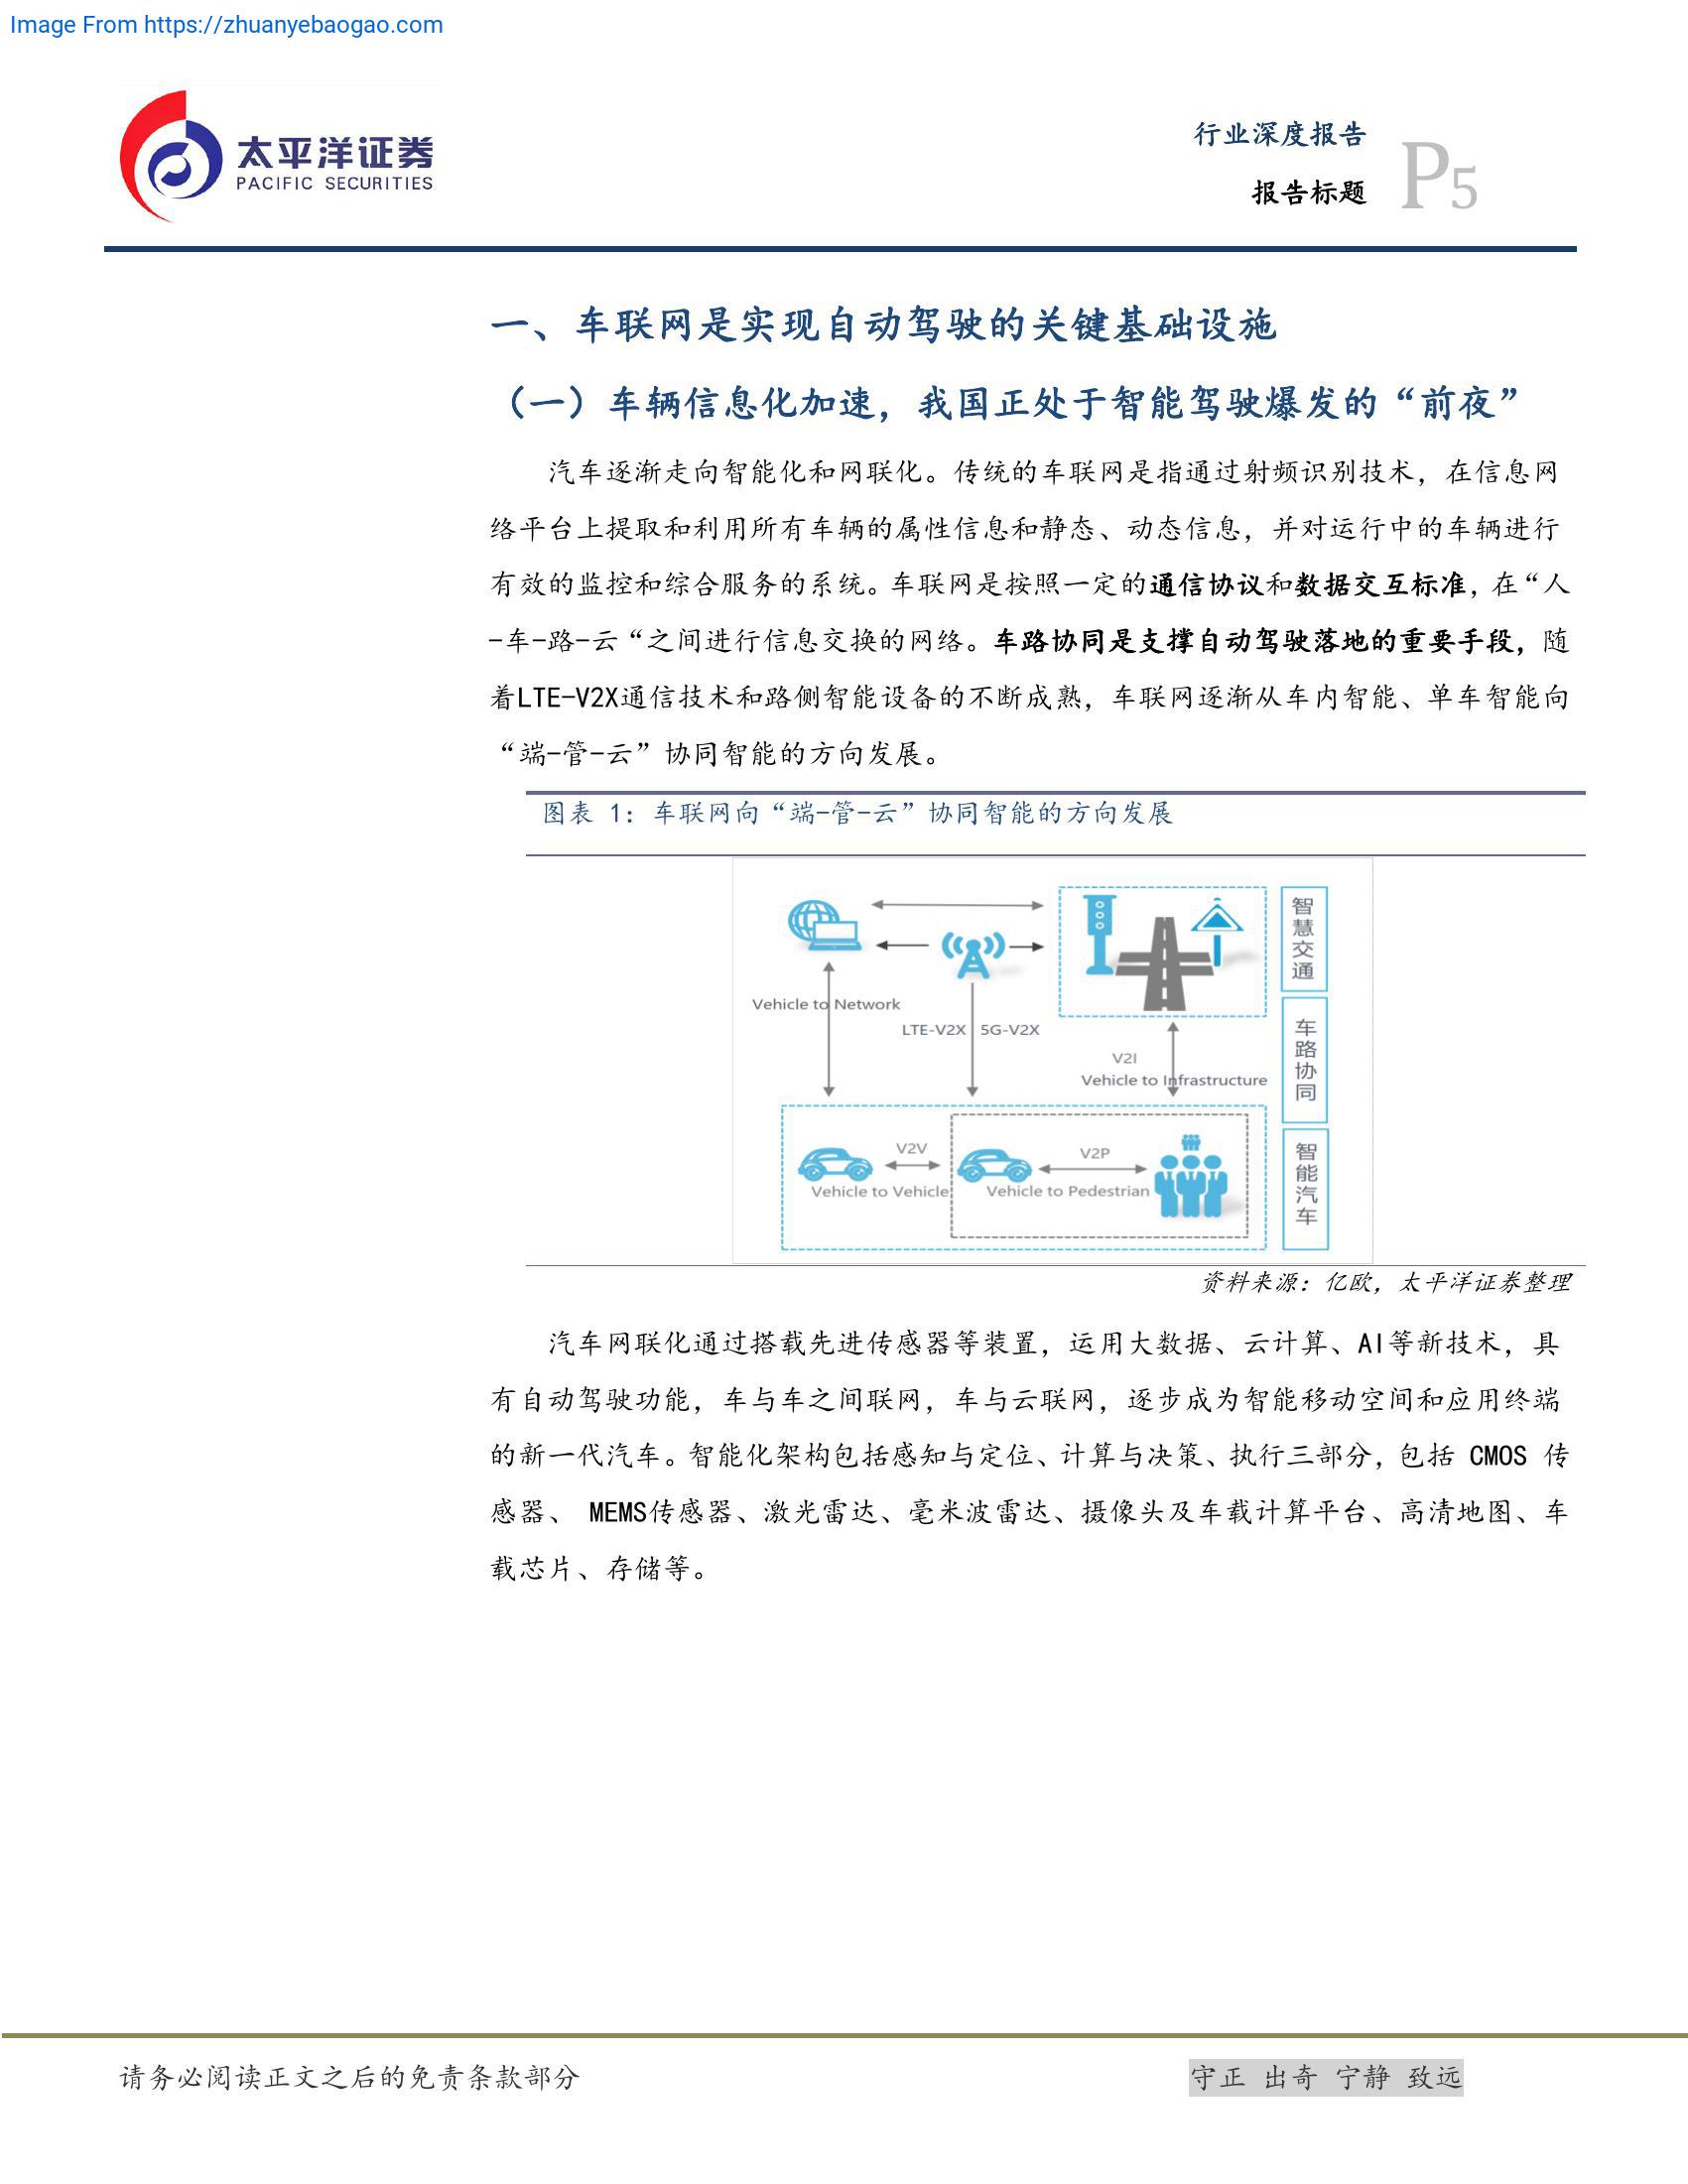 Image From https://zhuanyebaogao.com
太平洋证券
PACIFIC SECURITIES
行业深度报告
报告标题
P5
一、车联网是实现自动驾驶的关键基础设施
（一）车辆信息化加速，我国正处于智能驾驶爆发的“前夜”
汽车逐渐走向智能化和网联化。传统的车联网是指通过射频识别技术，在信息网
络平台上提取和利用所有车辆的属性信息和静态、动态信息，并对运行中的车辆进行
有效的监控和综合服务的系统。车联网是按照一定的通信协议和数据交互标准，在“人
-车-路-云“之间进行信息交换的网络。车路协同是支撑自动驾驶落地的重要手段，随
着LTE-V2X通信技术和路侧智能设备的不断成熟，车联网逐渐从车内智能、单车智能向
“端-管-云”协同智能的方向发展。
图表 1：车联网向“端-管-云”协同智能的方向发展
智慧交通
Vehicle to Network
LTE-V2X 5G-V2X
车路协同
V2I
Vehicle to Infrastructure
V2V
V2P
Vehicle to Vehicle
Vehicle to Pedestrian
智能汽车
资料来源：亿欧，太平洋证券整理
汽车网联化通过搭载先进传感器等装置，运用大数据、云计算、AI等新技术，具
有自动驾驶功能，车与车之间联网，车与云联网，逐步成为智能移动空间和应用终端
的新一代汽车。智能化架构包括感知与定位、计算与决策、执行三部分，包括 CMOS 传
感器、 MEMS传感器、激光雷达、毫米波雷达、摄像头及车载计算平台、高清地图、车
载芯片、存储等。
请务必阅读正文之后的免责条款部分
守正 出奇 宁静 致远